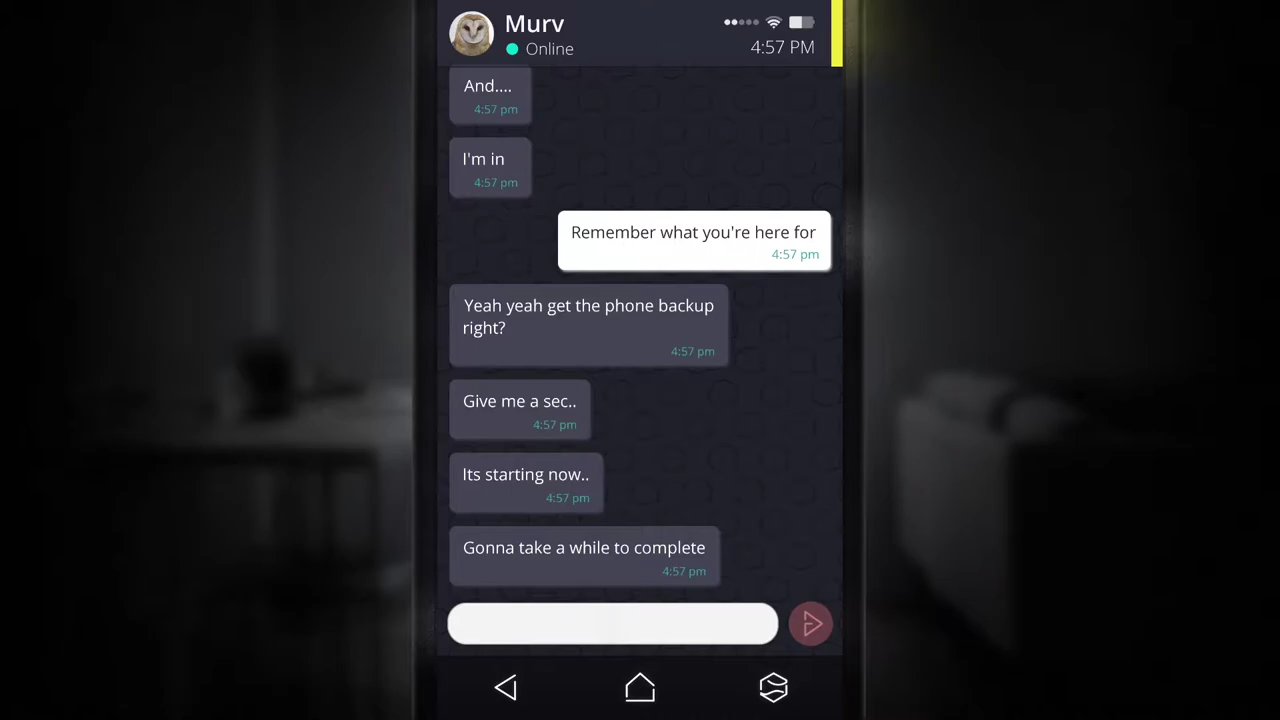 Murv
Online
4:57 PM
And....
4:57 pm
I'm in
4:57 pm
Remember what you're here for
4:57 pm
Yeah yeah get the phone backup
right?
4:57 pm
Give me a sec..
4:57 pm
Its starting now..
4:57 pm
Gonna take a while to complete
4:57 pm